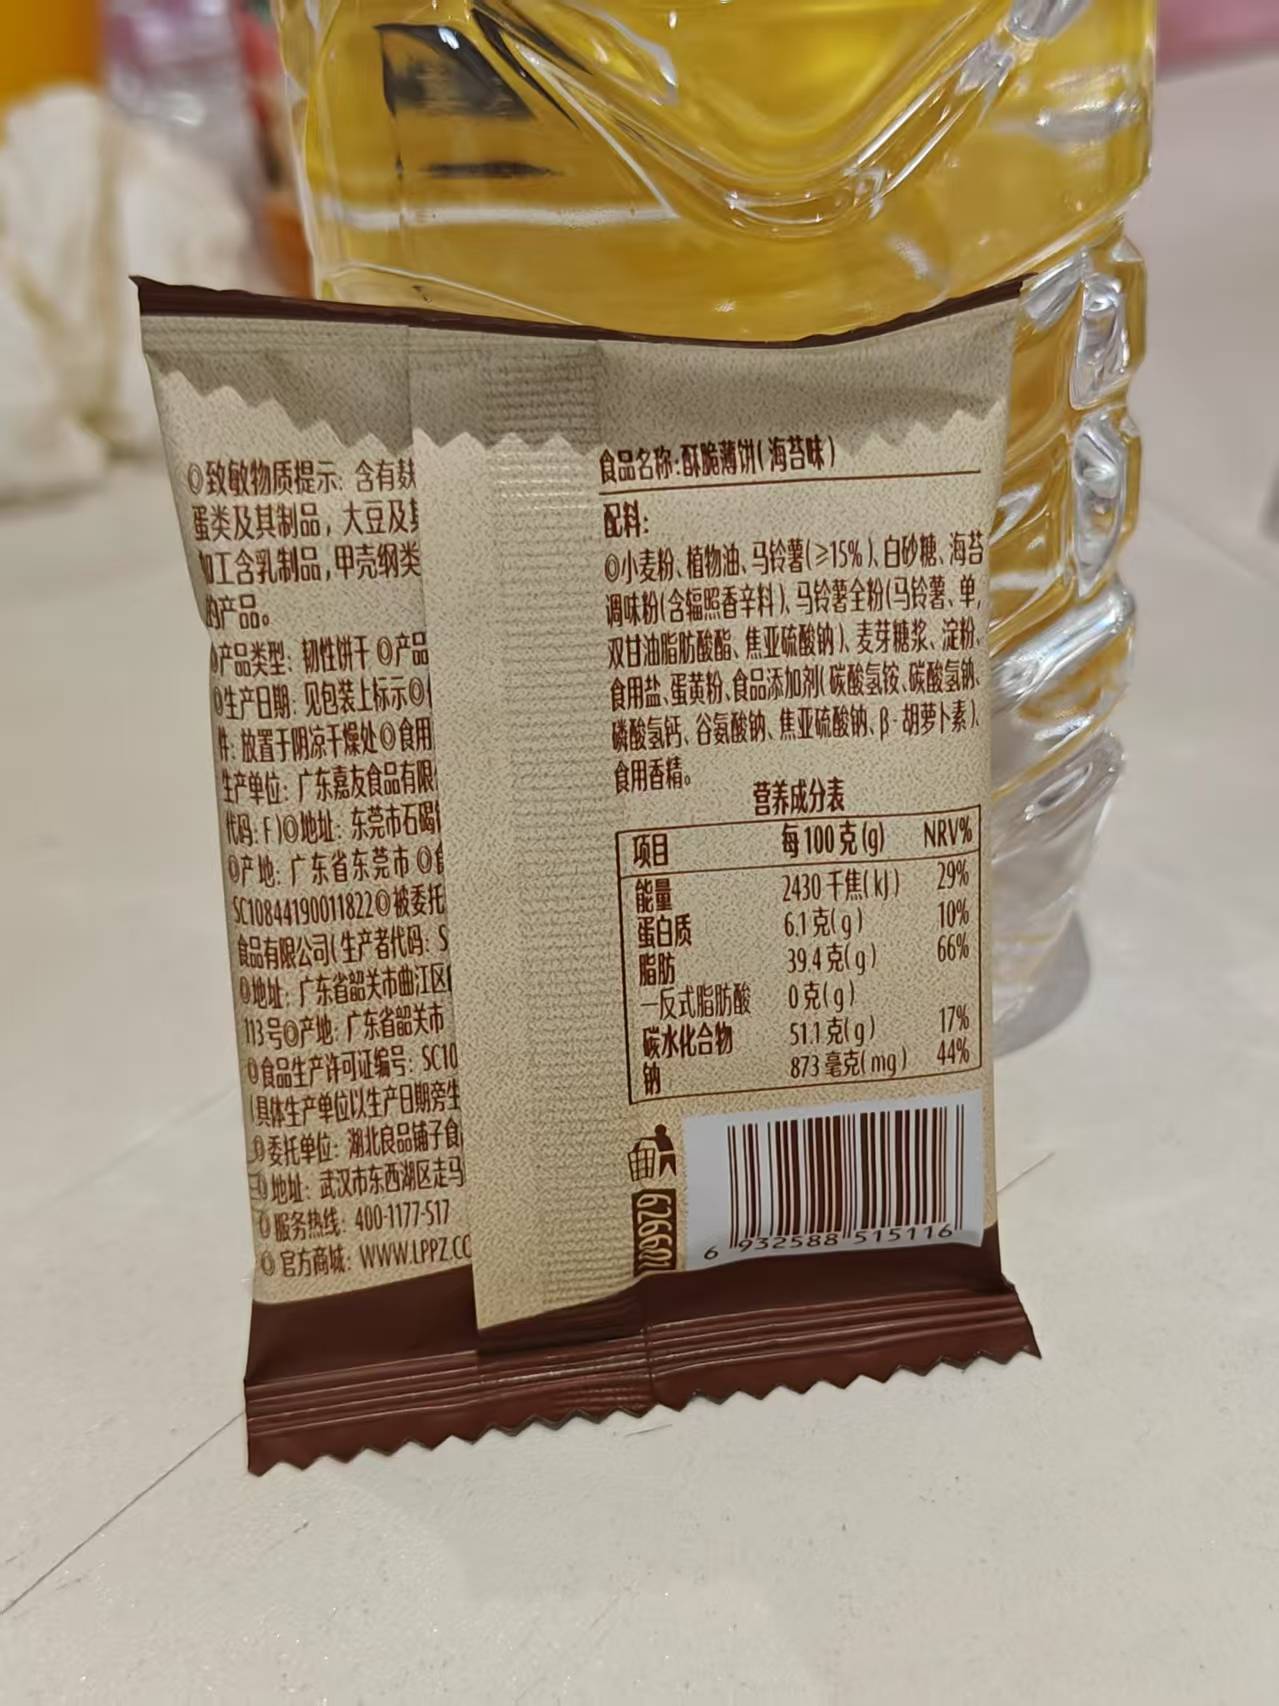 ◎致敏物质提示: 含有麸
蛋类及其制品, 大豆及其
加工含乳制品,甲壳纲类
的产品。
◎产品类型: 韧性饼干 ◎产品
◎生产日期: 见包装上标示◎
件: 放置于阴凉干燥处◎食用
生产单位: 广东嘉友食品有限
代码: F)◎地址: 东莞市石碣
◎产地: 广东省东莞市 ◎食
SC10844190011822◎被委托
食品有限公司(生产者代码: S
◎地址: 广东省韶关市曲江区
113号◎产地: 广东省韶关市
◎食品生产许可证编号: SC10
(具体生产单位以生产日期旁生
◎委托单位: 湖北良品铺子食
◎地址: 武汉市东西湖区走马
◎服务热线: 400-1177-517
◎官方商城: WWW.LPPZ.CO
食品名称:酥脆薄饼(海苔味)
配料:
◎小麦粉、植物油、马铃薯(≥15%)、白砂糖、海苔
调味粉(含辐照香辛料)、马铃薯全粉(马铃薯、单,
双甘油脂肪酸酯、焦亚硫酸钠)、麦芽糖浆、淀粉、
食用盐、蛋黄粉、食品添加剂(碳酸氢铵、碳酸氢钠、
磷酸氢钙、谷氨酸钠、焦亚硫酸钠、β-胡萝卜素)、
食用香精。
营养成分表
项目 每100克(g) NRV%
能量 2430千焦(kJ) 29%
蛋白质 6.1克(g) 10%
脂肪 39.4克(g) 66%
—反式脂肪酸 0克(g)
碳水化合物 51.1克(g) 17%
钠 873毫克(mg) 44%
6 932588 515116